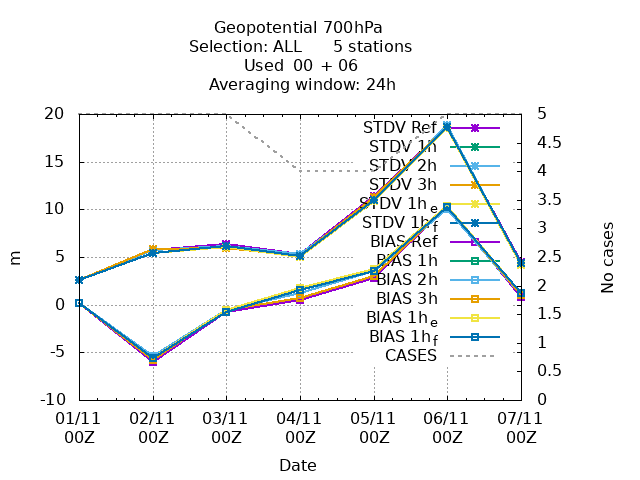 Geopotential 700hPa
Selection: ALL 5 stations
Used 00 + 06
Averaging window: 24h
20
15
10
5
0
-5
-10
m
5
4.5
4
3.5
3
2.5
2
1.5
1
0.5
0
No cases
STDV Ref
STDV 1h
STDV 2h
STDV 3h
STDV 1he
STDV 1hf
BIAS Ref
BIAS 1h
BIAS 2h
BIAS 3h
BIAS 1he
BIAS 1hf
CASES
01/11 02/11 03/11 04/11 05/11 06/11 07/11
00Z 00Z 00Z 00Z 00Z 00Z 00Z
Date